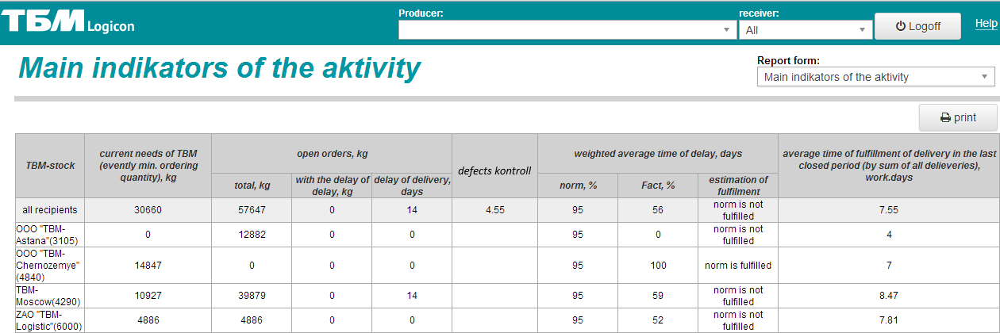 ТБМ Logicon
Producer:
receiver:
All
Logoff
Help
Main indikators of the aktivity
Report form:
Main indikators of the aktivity
print
TBM-stock
current needs of TBM
(evently min. ordering
quantity), kg
open orders, kg
total, kg
with the delay of
delay, kg
delay of delivery,
days
defects kontroll
weighted average time of delay, days
norm, %
Fact, %
estimation of
fulfilment
average time of fulfillment of delivery in the last
closed period (by sum of all delieveries),
work.days
all recipients 30660 57647 0 14 4.55 95 56 norm is not
fulfilled 7.55
OOO "TBM-
Astana"(3105) 0 12882 0 0 95 0 norm is not
fulfilled 4
OOO "TBM-
Chernozemye"
(4840) 14847 0 0 0 95 100 norm is fulfilled 7
TBM-
Moscow(4290) 10927 39879 0 14 95 59 norm is not
fulfilled 8.47
ZAO "TBM-
Logistic"(6000) 4886 4886 0 0 95 52 norm is not
fulfilled 7.81